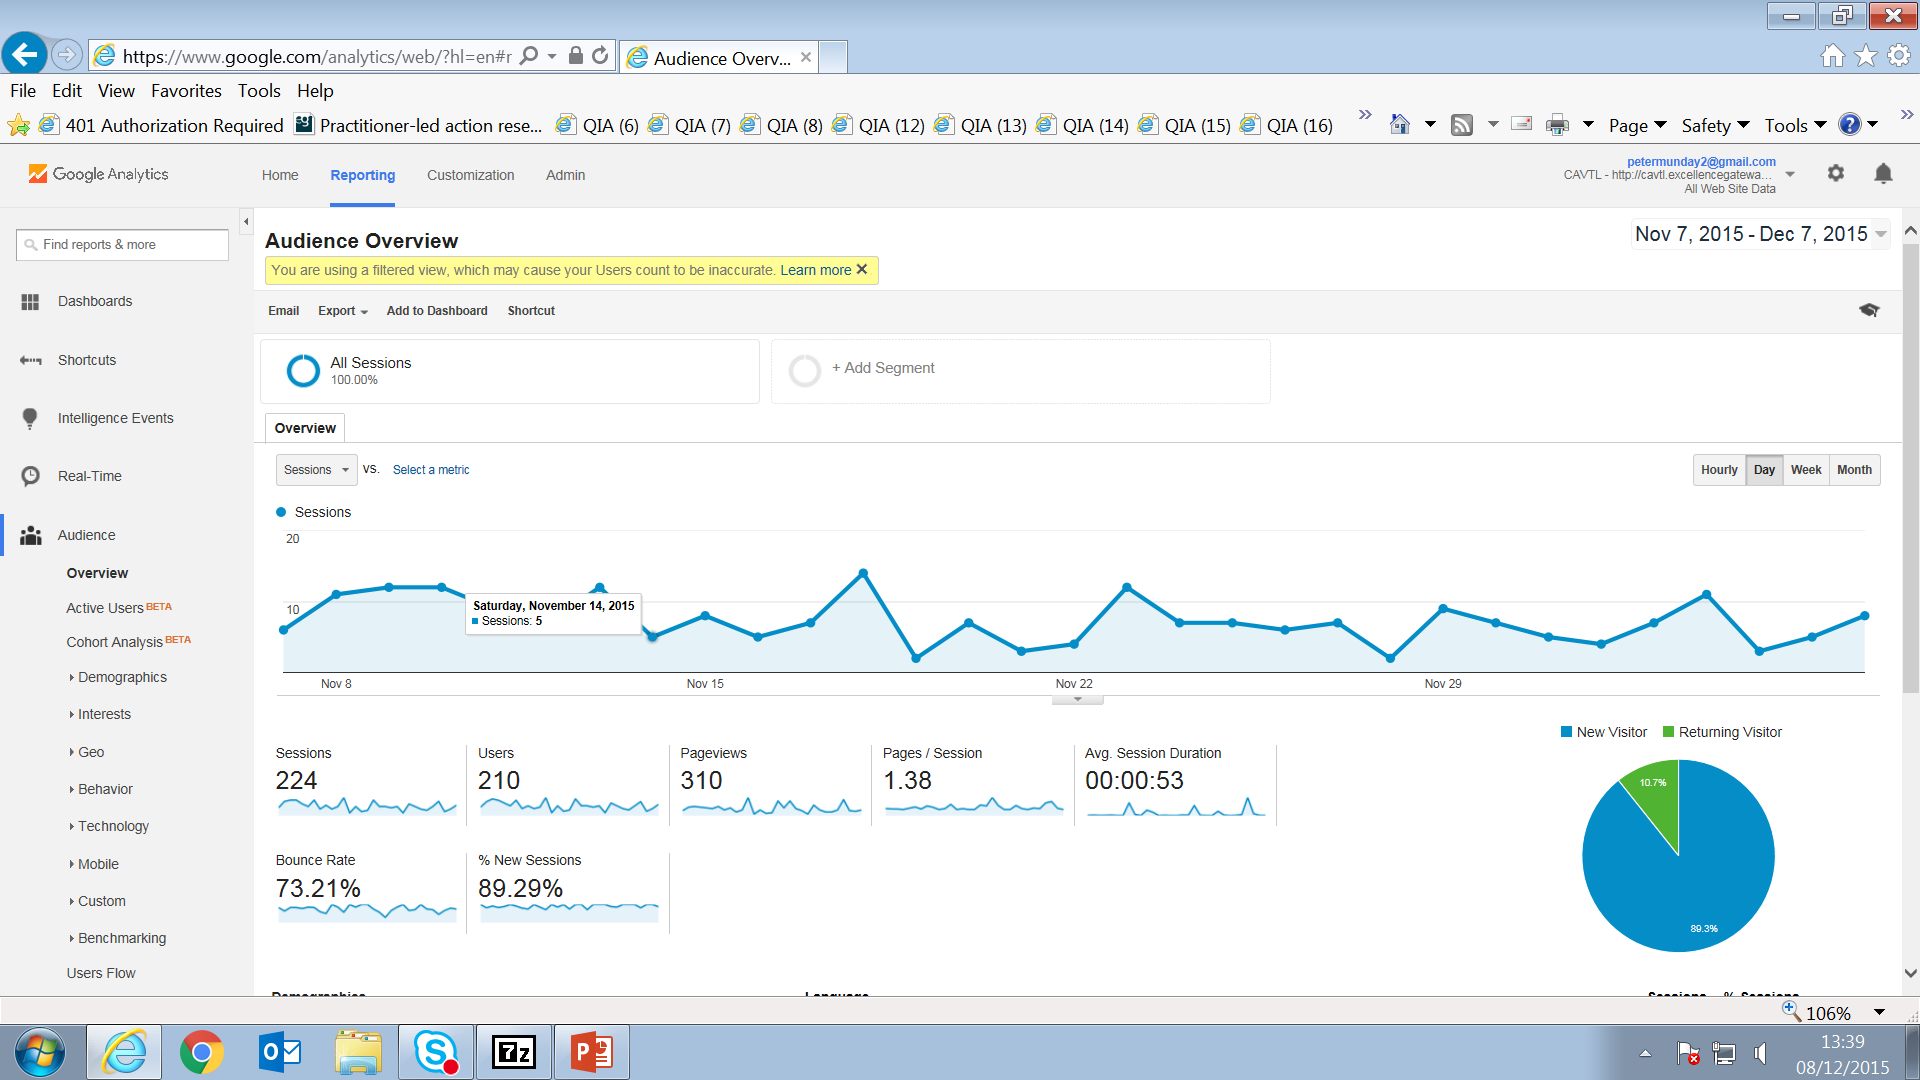 https://www.google.com/analytics/web/?hl=en#r
Audience Overv...
File Edit View Favorites Tools Help
401 Authorization Required Practitioner-led action rese... QIA (6) QIA (7) QIA (8) QIA (12) QIA (13) QIA (14) QIA (15) QIA (16) » Page Safety Tools »
Google Analytics Home Reporting Customization Admin
petermunday2@gmail.com
CAVTL - http://cavtl.excellencegatewa...
All Web Site Data
Find reports & more
Dashboards
Shortcuts
Intelligence Events
Real-Time
Audience
Overview
Active Users BETA
Cohort Analysis BETA
Demographics
Interests
Geo
Behavior
Technology
Mobile
Custom
Benchmarking
Users Flow
Audience Overview
Nov 7, 2015 - Dec 7, 2015
You are using a filtered view, which may cause your Users count to be inaccurate. Learn more ✕
Email Export Add to Dashboard Shortcut
All Sessions
100.00%
+ Add Segment
Overview
Sessions vs. Select a metric
Hourly Day Week Month
Sessions
20
10
Saturday, November 14, 2015
Sessions: 5
Nov 8 Nov 15 Nov 22 Nov 29
New Visitor Returning Visitor
Sessions
224
Users
210
Pageviews
310
Pages / Session
1.38
Avg. Session Duration
00:00:53
Bounce Rate
73.21%
% New Sessions
89.29%
10.7%
89.3%
Demographics Language Sessions % Sessions
106%
13:39
08/12/2015